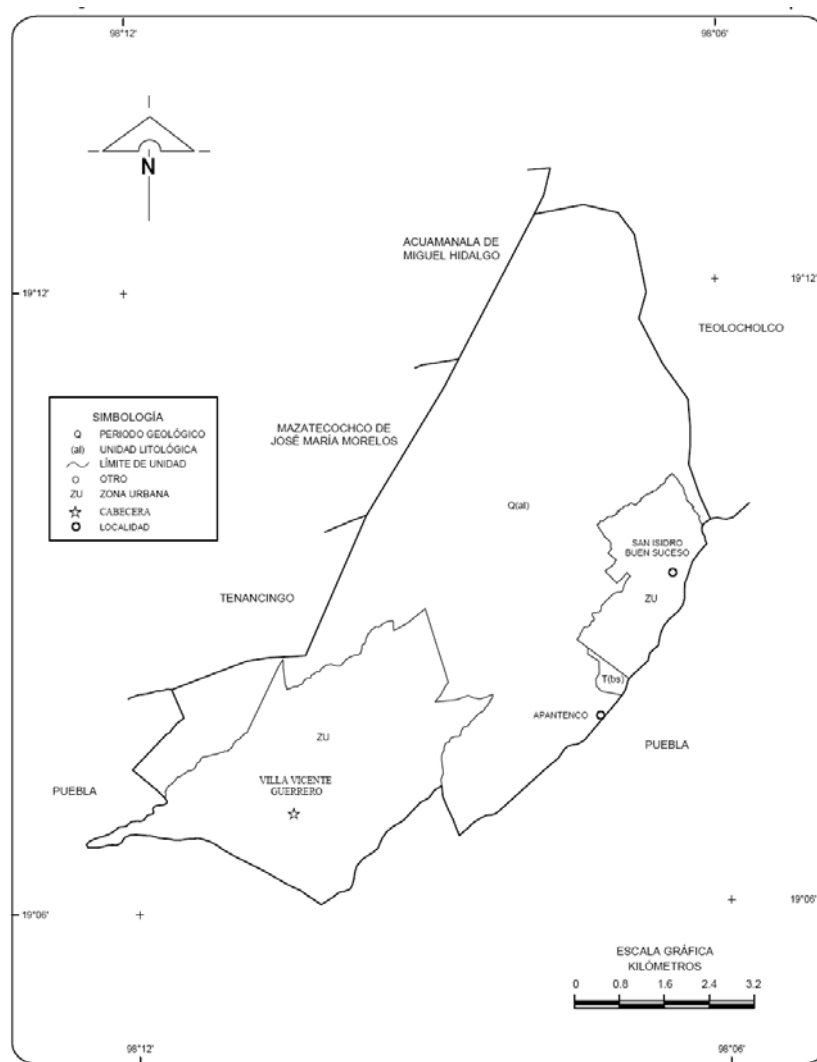 98°12'
98°06'
N
ACUAMANALA DE
MIGUEL HIDALGO
19°12'
19°12'
TEOLOCHOLCO
SIMBOLOGÍA
Q PERIODO GEOLÓGICO
(al) UNIDAD LITOLÓGICA
LÍMITE DE UNIDAD
OTRO
ZU ZONA URBANA
CABECERA
LOCALIDAD
MAZATECOCHCO DE
JOSÉ MARÍA MORELOS
Q(al)
SAN ISIDRO
BUEN SUCESO
ZU
TENANCINGO
T(bs)
APANTENCO
ZU
PUEBLA
VILLA VICENTE
GUERRERO
PUEBLA
19°06'
19°06'
ESCALA GRÁFICA
KILÓMETROS
0 0.8 1.6 2.4 3.2
98°12'
98°06'